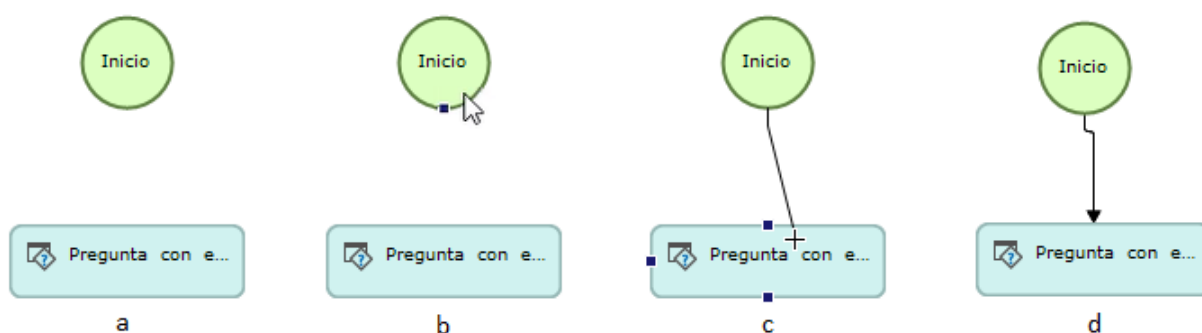 Inicio
Inicio
Inicio
Inicio
Pregunta con e...
Pregunta con e...
Pregunta con e...
Pregunta con e...
a
b
c
d